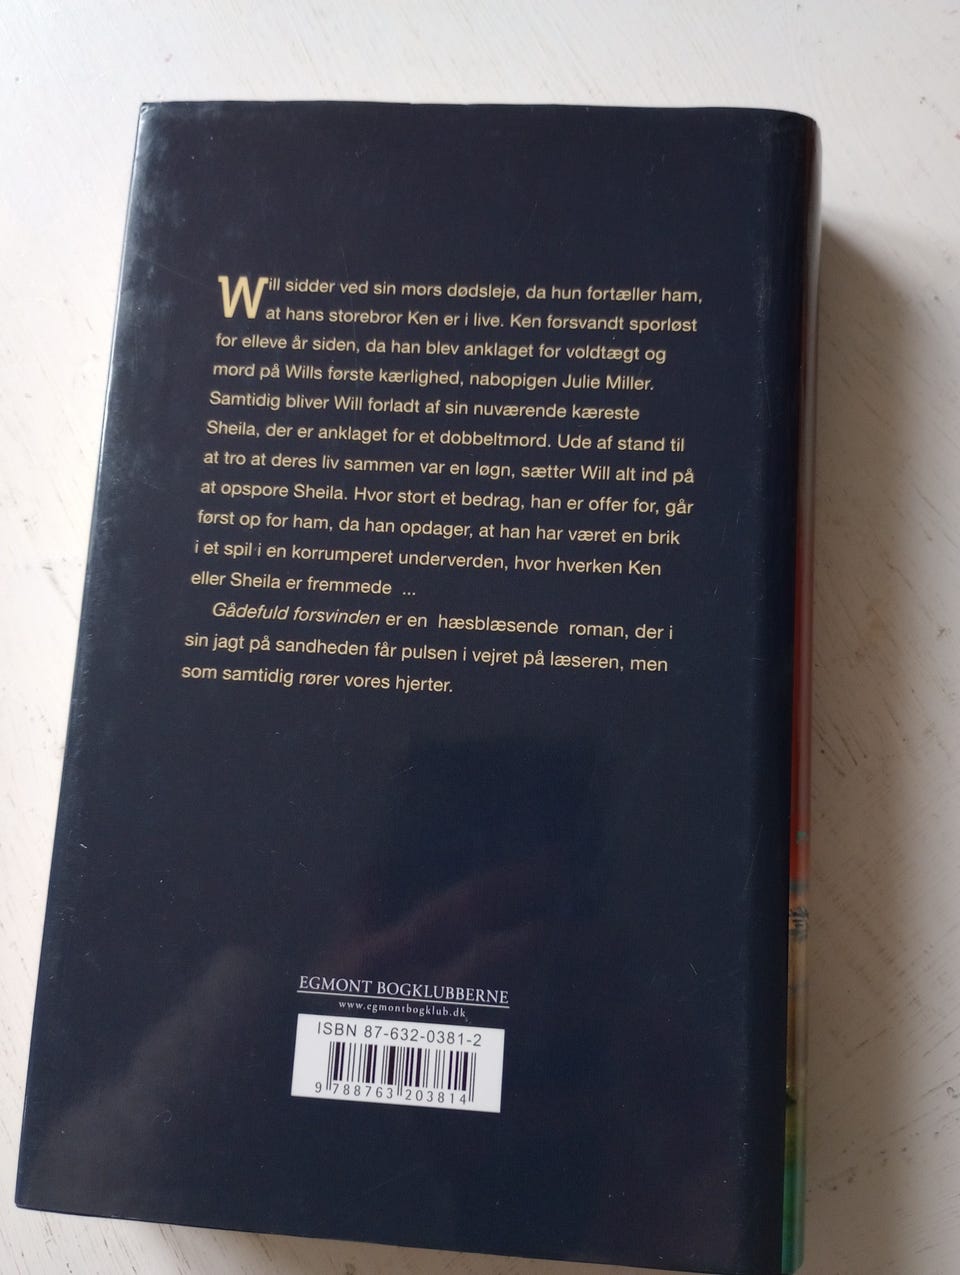 Will sidder ved sin mors dødsleje, da hun fortæller ham,
at hans storebror Ken er i live. Ken forsvandt sporløst
for elleve år siden, da han blev anklaget for voldtægt og
mord på Wills første kærlighed, nabopigen Julie Miller.
Samtidig bliver Will forladt af sin nuværende kæreste
Sheila, der er anklaget for et dobbeltmord. Ude af stand til
at tro at deres liv sammen var en løgn, sætter Will alt ind på
at opspore Sheila. Hvor stort et bedrag, han er offer for, går
først op for ham, da han opdager, at han har været en brik
i et spil i en korrumperet underverden, hvor hverken Ken
eller Sheila er fremmede ...
Gådefuld forsvinden er en hæsblæsende roman, der i
sin jagt på sandheden får pulsen i vejret på læseren, men
som samtidig rører vores hjerter.
EGMONT BOGKLUBBERNE
www.egmontbogklub.dk
ISBN 87-632-0381-2
9 788763 203814